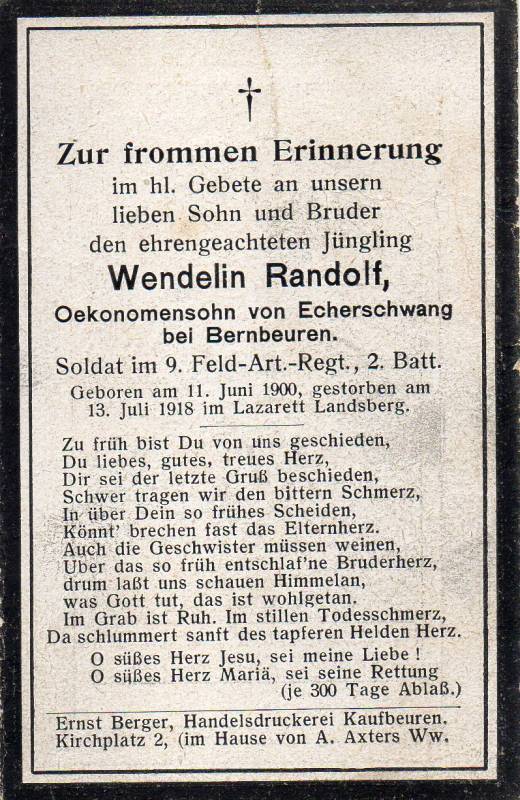 Zur frommen Erinnerung
im hl. Gebete an unsern
lieben Sohn und Bruder
den ehrengeachteten Jüngling
Wendelin Randolf,
Oekonomensohn von Echerschwang
bei Bernbeuren.
Soldat im 9. Feld-Art.-Regt., 2. Batt.
Geboren am 11. Juni 1900, gestorben am
13. Juli 1918 im Lazarett Landsberg.
Zu früh bist Du von uns geschieden,
Du liebes, gutes, treues Herz,
Dir sei der letzte Gruß beschieden,
Schwer tragen wir den bittern Schmerz,
In über Dein so frühes Scheiden,
Könnt' brechen fast das Elternherz.
Auch die Geschwister müssen weinen,
Uber das so früh entschlaf'ne Bruderherz,
drum laßt uns schauen Himmelan,
was Gott tut, das ist wohlgetan.
Im Grab ist Ruh. Im stillen Todesschmerz,
Da schlummert sanft des tapferen Helden Herz.
O süßes Herz Jesu, sei meine Liebe !
O süßes Herz Mariä, sei seine Rettung
(je 300 Tage Ablaß.)
Ernst Berger, Handelsdruckerei Kaufbeuren.
Kirchplatz 2, (im Hause von A. Axters Ww.